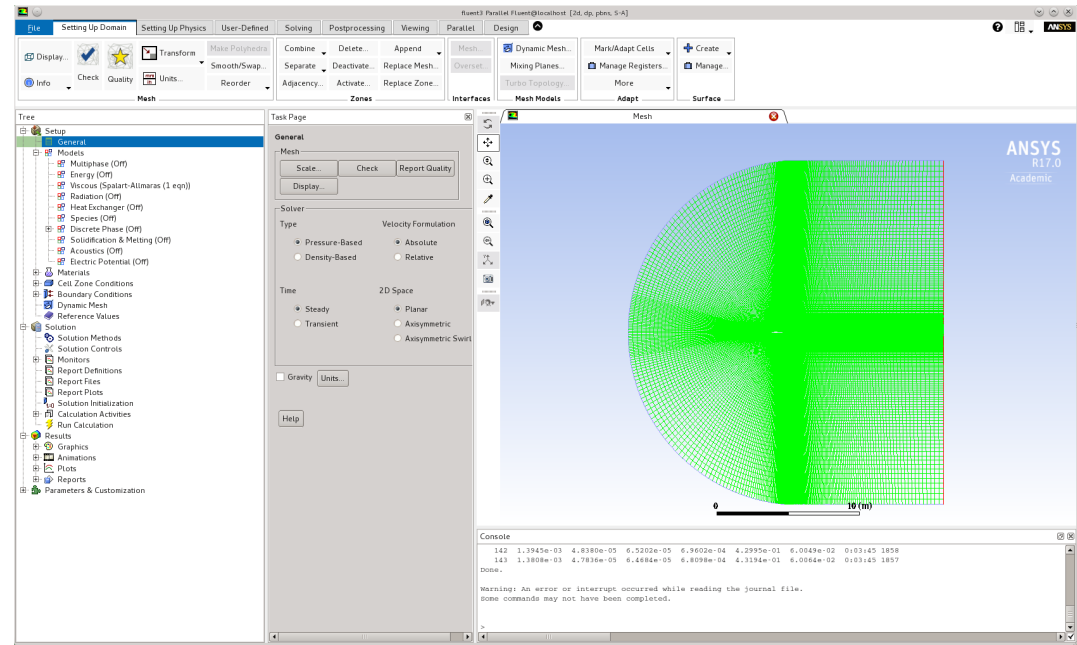 fluent3 Parallel Fluent@localhost [2d, dp, pbns, S-A]
File Setting Up Domain Setting Up Physics User-Defined Solving Postprocessing Viewing Parallel Design ANSYS
Display... Transform Make Polyhedra Combine Delete... Append Mesh... Dynamic Mesh... Mark/Adapt Cells Create
Smooth/Swap... Separate Deactivate... Replace Mesh... Overset... Mixing Planes... Manage Registers... Manage...
Info Check Quality Units... Reorder Adjacency... Activate... Replace Zone... Turbo Topology... More
Mesh Zones Interfaces Mesh Models Adapt Surface
Tree
Setup
General
Models
Multiphase (Off)
Energy (Off)
Viscous (Spalart-Allmaras (1 eqn))
Radiation (Off)
Heat Exchanger (Off)
Species (Off)
Discrete Phase (Off)
Solidification & Melting (Off)
Acoustics (Off)
Electric Potential (Off)
Materials
Cell Zone Conditions
Boundary Conditions
Dynamic Mesh
Reference Values
Solution
Solution Methods
Solution Controls
Monitors
Report Definitions
Report Files
Report Plots
Solution Initialization
Calculation Activities
Run Calculation
Results
Graphics
Animations
Plots
Reports
Parameters & Customization
Task Page
General
Mesh
Scale... Check Report Quality
Display...
Solver
Type Velocity Formulation
Pressure-Based Absolute
Density-Based Relative
Time 2D Space
Steady Planar
Transient Axisymmetric
Axisymmetric Swirl
Gravity Units...
Help
Mesh
ANSYS
R17.0
Academic
0 10 (m)
Console
142 1.3945e-03 4.8380e-05 6.5202e-05 6.9602e-04 4.2995e-01 6.0049e-02 0:03:45 1858
143 1.3808e-03 4.7836e-05 6.4684e-05 6.8098e-04 4.3194e-01 6.0064e-02 0:03:45 1857
Done.
Warning: An error or interrupt occurred while reading the journal file.
Some commands may not have been completed.
>